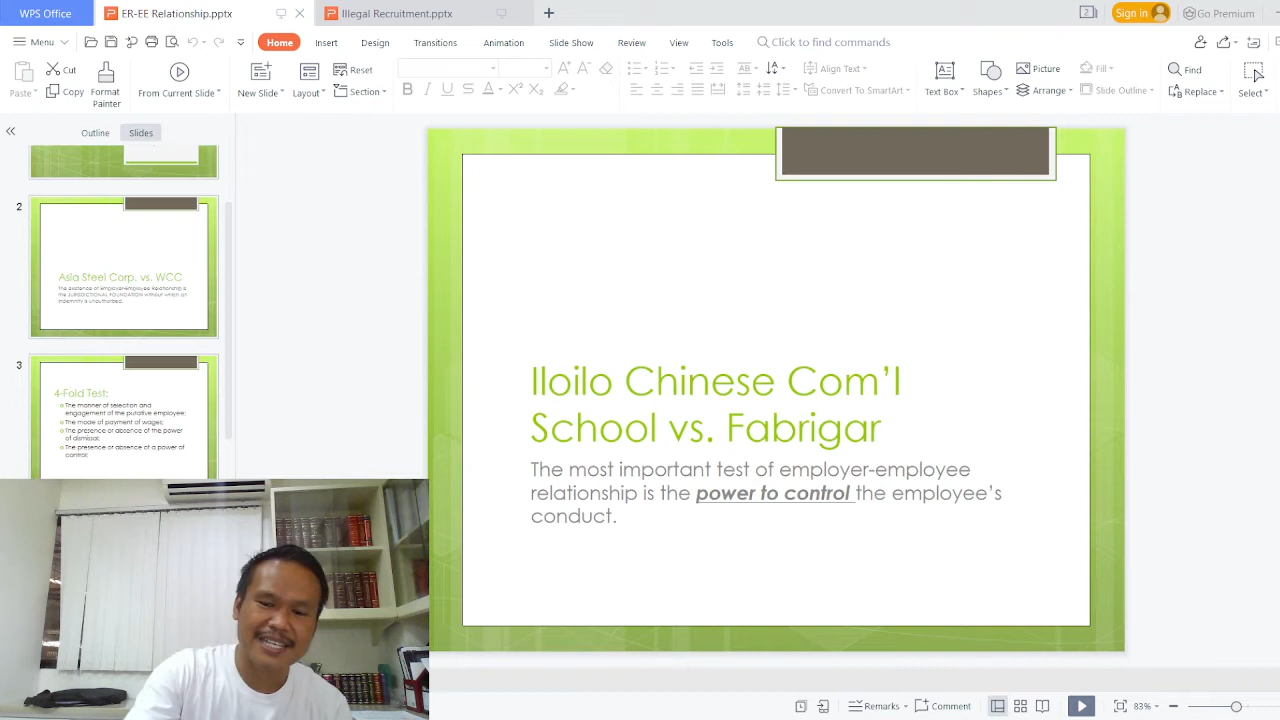 WPS Office
ER-EE Relationship.pptx
Illegal Recruitment.pptx
Sign in
Go Premium
Menu
Home
Insert
Design
Transitions
Animation
Slide Show
Review
View
Tools
Click to find commands
Cut
Copy
Format
Painter
From Current Slide
New Slide
Layout
Reset
Section
Align Text
Convert To SmartArt
Text Box
Shapes
Picture
Arrange
Fill
Slide Outline
Find
Replace
Select
Outline
Slides
2
Asia Steel Corp. vs. WCC
The existence of Employer-Employee Relationship is
the JURISDICTIONAL FOUNDATION without which an
indemnity is unauthorized.
3
4-Fold Test:
The manner of selection and
engagement of the putative employee;
The mode of payment of wages;
The presence or absence of the power
of dismissal;
The presence or absence of a power of
control;
Iloilo Chinese Com’l
School vs. Fabrigar
The most important test of employer-employee
relationship is the power to control the employee’s
conduct.
Remarks
Comment
83%